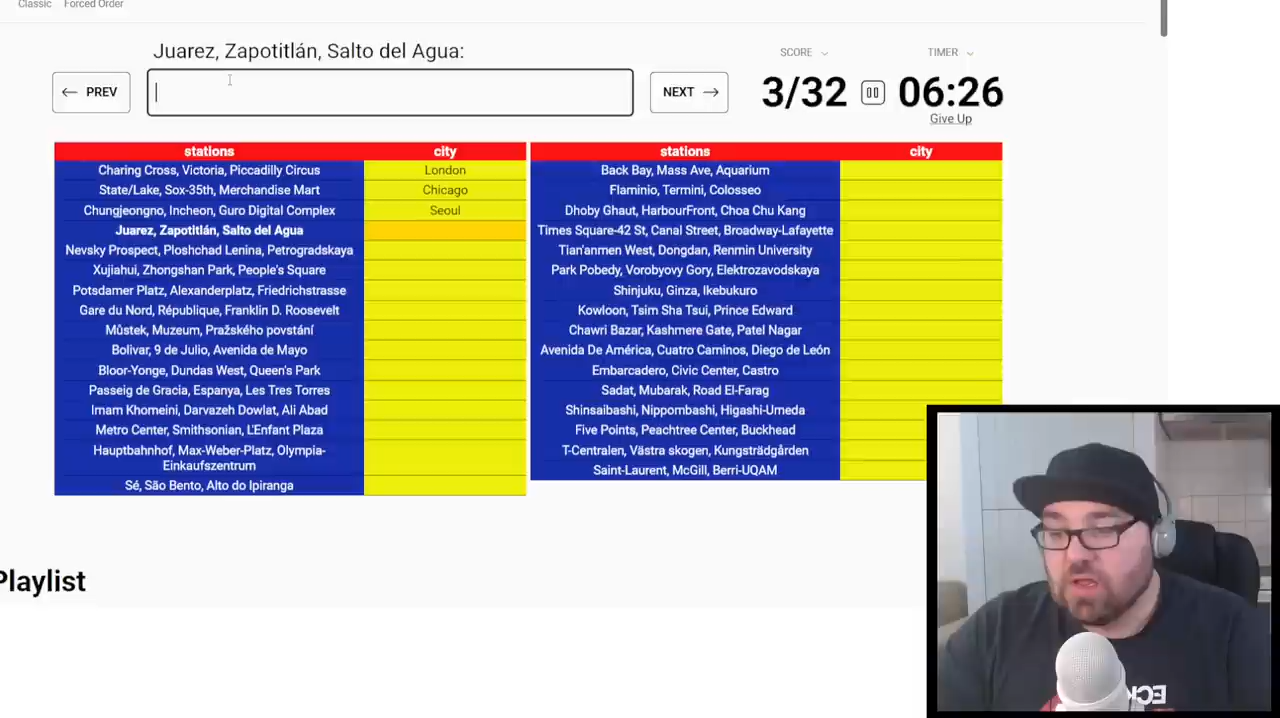 Classic Forced Order
Juarez, Zapotitlán, Salto del Agua:
SCORE
TIMER
← PREV
NEXT →
3/32
06:26
Give Up
stations city
Charing Cross, Victoria, Piccadilly Circus London
State/Lake, Sox-35th, Merchandise Mart Chicago
Chungjeongno, Incheon, Guro Digital Complex Seoul
Juarez, Zapotitlán, Salto del Agua
Nevsky Prospect, Ploshchad Lenina, Petrogradskaya
Xujiahui, Zhongshan Park, People's Square
Potsdamer Platz, Alexanderplatz, Friedrichstrasse
Gare du Nord, République, Franklin D. Roosevelt
Můstek, Muzeum, Pražského povstání
Bolivar, 9 de Julio, Avenida de Mayo
Bloor-Yonge, Dundas West, Queen's Park
Passeig de Gracia, Espanya, Les Tres Torres
Imam Khomeini, Darvazeh Dowlat, Ali Abad
Metro Center, Smithsonian, L'Enfant Plaza
Hauptbahnhof, Max-Weber-Platz, Olympia-
Einkaufszentrum
Sé, São Bento, Alto do Ipiranga
stations city
Back Bay, Mass Ave, Aquarium
Flaminio, Termini, Colosseo
Dhoby Ghaut, HarbourFront, Choa Chu Kang
Times Square-42 St, Canal Street, Broadway-Lafayette
Tian'anmen West, Dongdan, Renmin University
Park Pobedy, Vorobyovy Gory, Elektrozavodskaya
Shinjuku, Ginza, Ikebukuro
Kowloon, Tsim Sha Tsui, Prince Edward
Chawri Bazar, Kashmere Gate, Patel Nagar
Avenida De América, Cuatro Caminos, Diego de León
Embarcadero, Civic Center, Castro
Sadat, Mubarak, Road El-Farag
Shinsaibashi, Nippombashi, Higashi-Umeda
Five Points, Peachtree Center, Buckhead
T-Centralen, Västra skogen, Kungsträdgården
Saint-Laurent, McGill, Berri-UQAM
Playlist